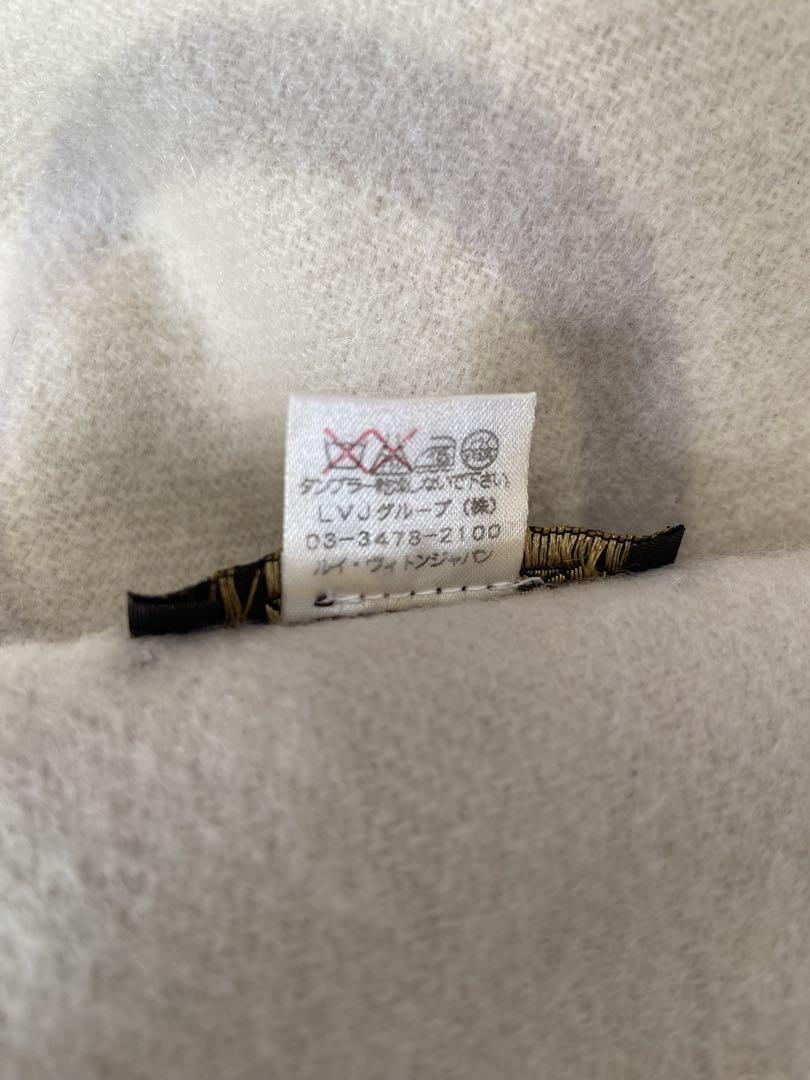 タンブラー乾燥しないで下さい
LVJグループ(株)
03-3478-2100
ルイ・ヴィトンジャパン